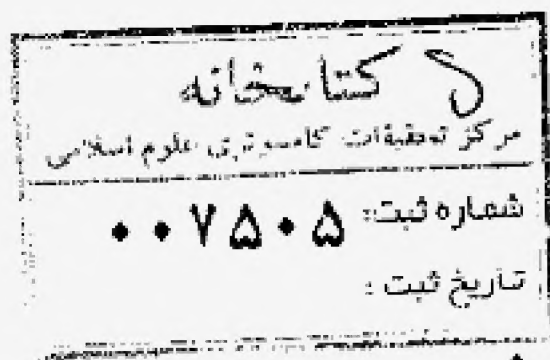 کتابخانه
مرکز تحقیقات کامپیوتری علوم اسلامی
شماره ثبت: ۰۰۷۵۰۵
تاریخ ثبت :